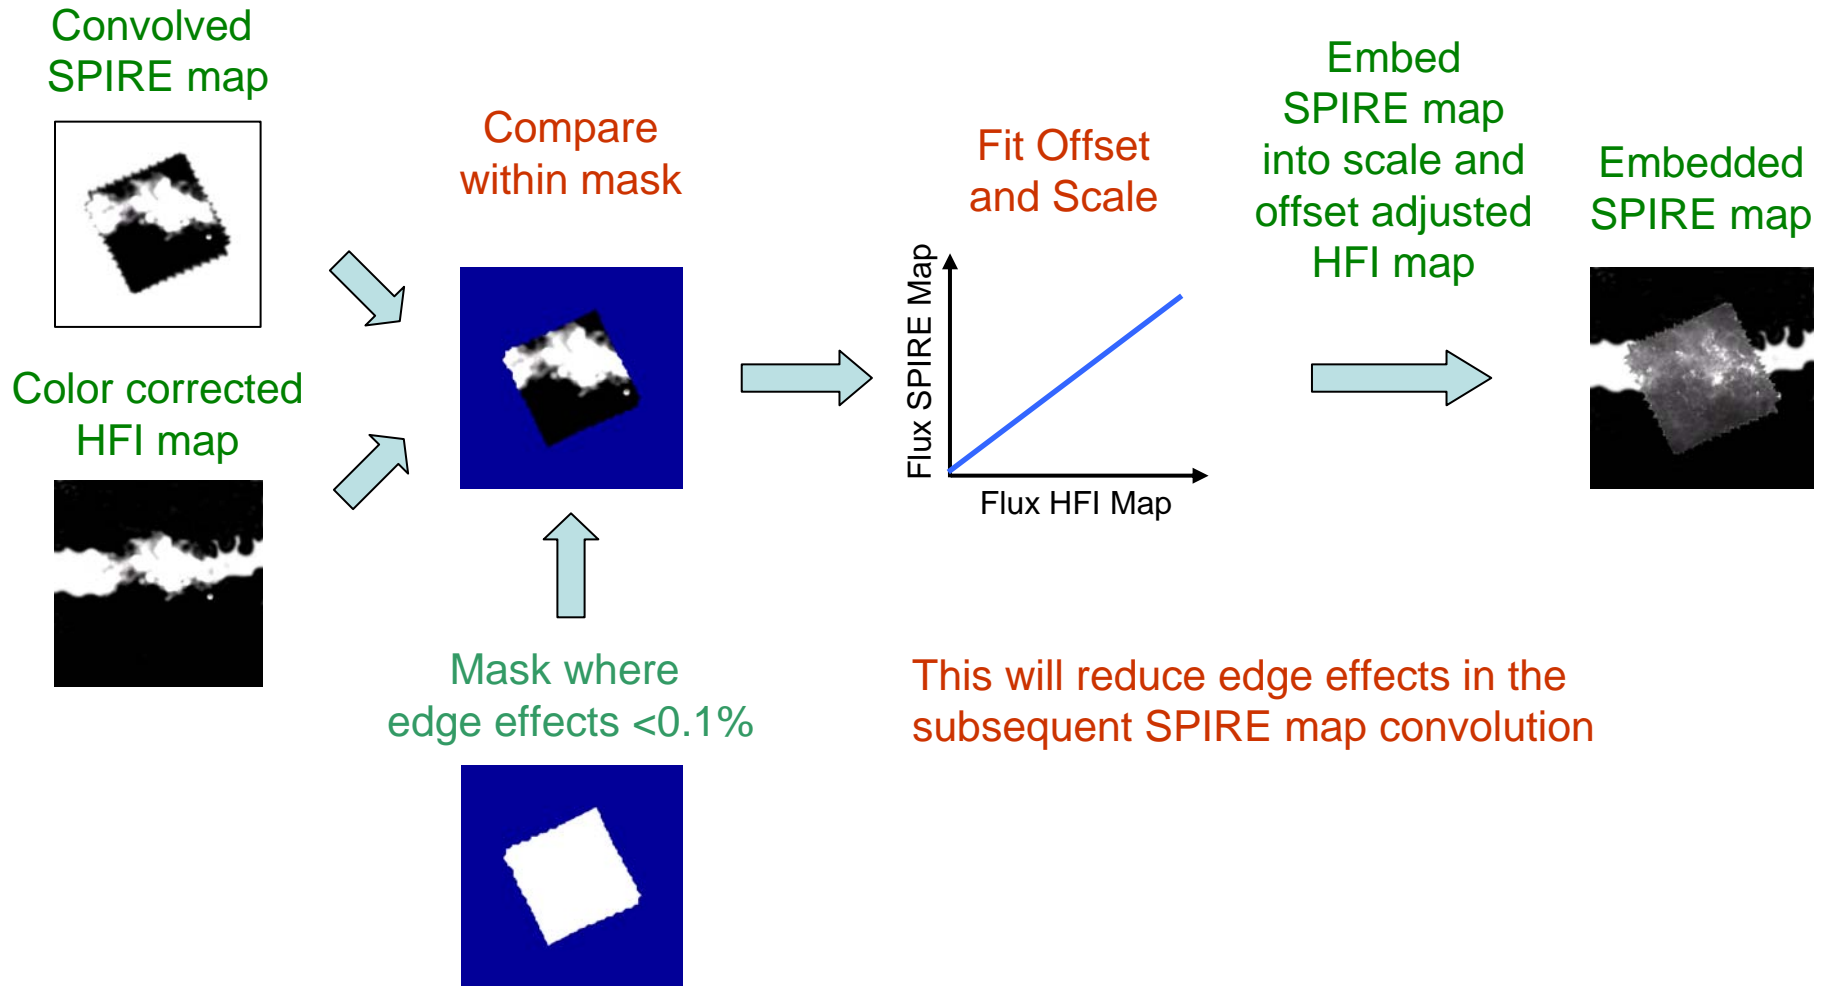 Convolved
SPIRE map
Color corrected
HFI map
Compare
within mask
Mask where
edge effects <0.1%
Fit Offset
and Scale
Flux SPIRE Map
Flux HFI Map
Embed
SPIRE map
into scale and
offset adjusted
HFI map
Embedded
SPIRE map
This will reduce edge effects in the
subsequent SPIRE map convolution